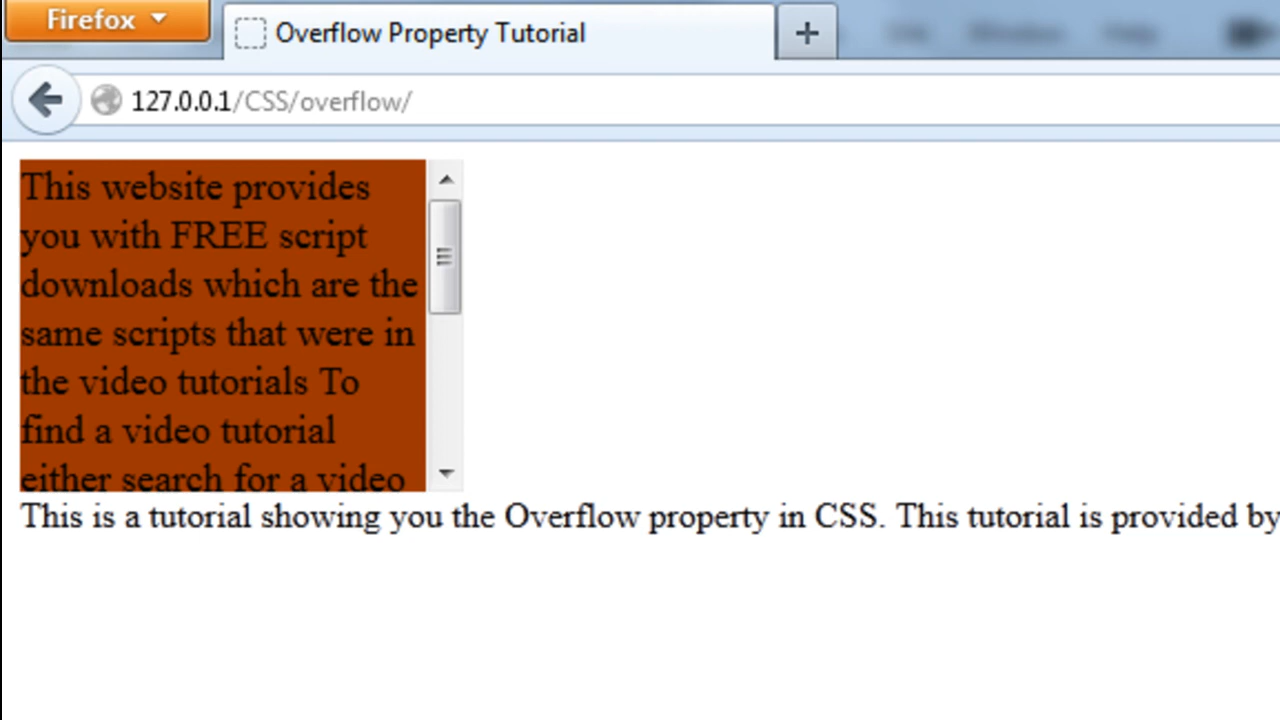 Firefox
Overflow Property Tutorial
127.0.0.1/CSS/overflow/
This website provides
you with FREE script
downloads which are the
same scripts that were in
the video tutorials To
find a video tutorial
either search for a video
This is a tutorial showing you the Overflow property in CSS. This tutorial is provided by